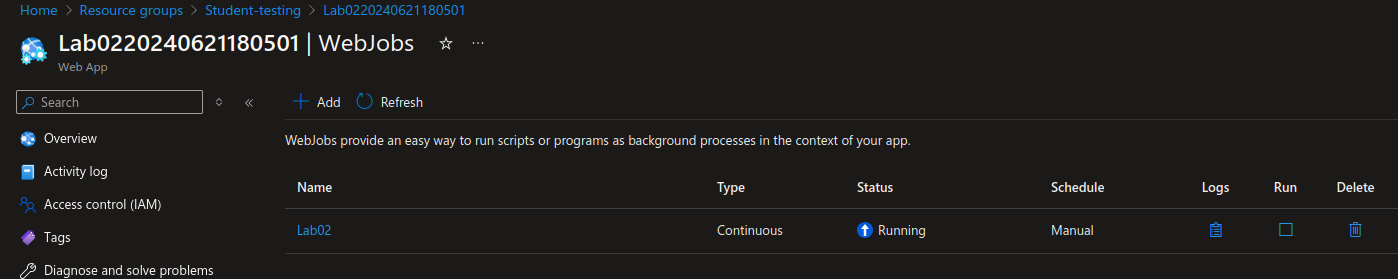 Home > Resource groups > Student-testing > Lab0220240621180501
Lab0220240621180501 | WebJobs
Web App
Search
Add Refresh
Overview
Activity log
Access control (IAM)
Tags
Diagnose and solve problems
WebJobs provide an easy way to run scripts or programs as background processes in the context of your app.
Name Type Status Schedule Logs Run Delete
Lab02 Continuous Running Manual